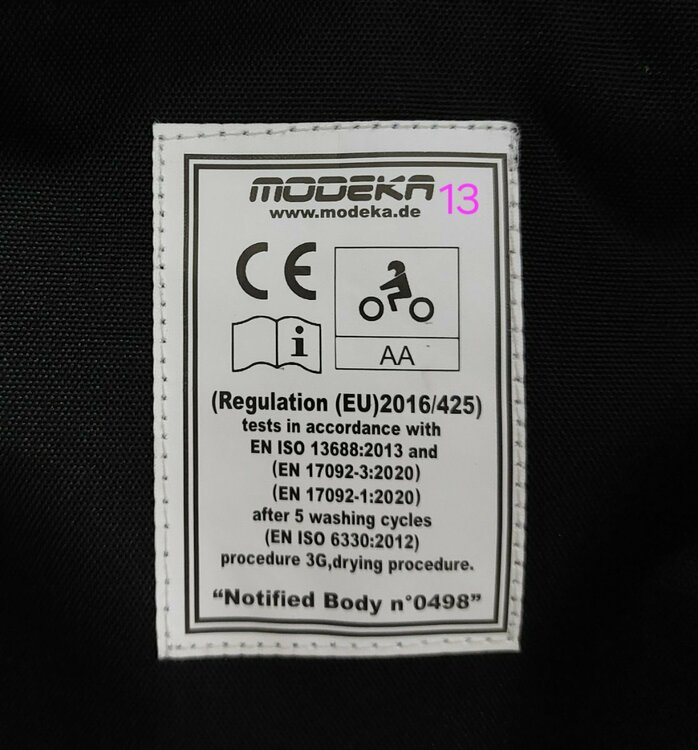 MODEKA 13
www.modeka.de
CE
i
AA
(Regulation (EU)2016/425)
tests in accordance with
EN ISO 13688:2013 and
(EN 17092-3:2020)
(EN 17092-1:2020)
after 5 washing cycles
(EN ISO 6330:2012)
procedure 3G,drying procedure.
“Notified Body n°0498”